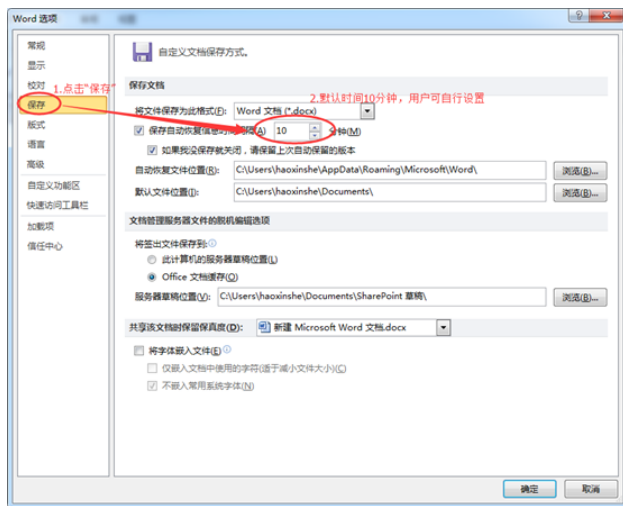 Word 选项
常规
显示
校对
保存
版式
语言
高级
自定义功能区
快速访问工具栏
加载项
信任中心
1.点击“保存”
自定义文档保存方式。
保存文档
2.默认时间10分钟，用户可自行设置
将文件保存为此格式(F): Word 文档 (*.docx)
保存自动恢复信息时间间隔(A) 10 分钟(M)
如果我没保存就关闭，请保留上次自动保留的版本
自动恢复文件位置(R): C:\Users\haoxinshe\AppData\Roaming\Microsoft\Word\ 浏览(B)...
默认文件位置(I): C:\Users\haoxinshe\Documents\ 浏览(B)...
文档管理服务器文件的脱机编辑选项
将签出文件保存到:
此计算机的服务器草稿位置(L)
Office 文档缓存(O)
服务器草稿位置(V): C:\Users\haoxinshe\Documents\SharePoint 草稿\ 浏览(B)...
共享该文档时保留保真度(D): 新建 Microsoft Word 文档.docx
将字体嵌入文件(E)
仅嵌入文档中使用的字符(适于减小文件大小)(C)
不嵌入常用系统字体(N)
确定 取消